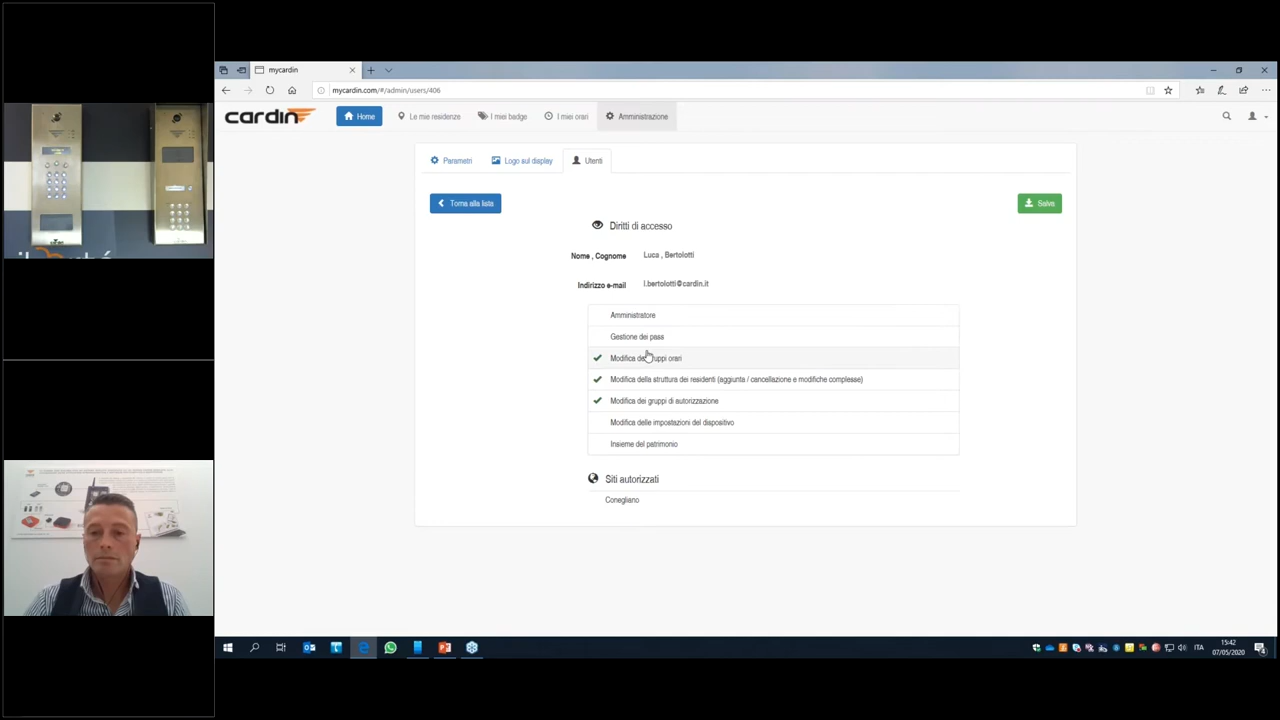 mycardin
mycardin.com/#/admin/users/406
cardin
Home
Le mie residenze
I miei badge
I miei orari
Amministrazione
Parametri
Logo sul display
Utenti
Torna alla lista
Salva
Diritti di accesso
Nome , Cognome
Luca , Bertolotti
Indirizzo e-mail
l.bertolotti@cardin.it
Amministratore
Gestione dei pass
Modifica dei gruppi orari
Modifica della struttura dei residenti (aggiunta / cancellazione e modifiche complesse)
Modifica dei gruppi di autorizzazione
Modifica delle impostazioni del dispositivo
Insieme del patrimonio
Siti autorizzati
Conegliano
ITA
15:42
07/05/2020